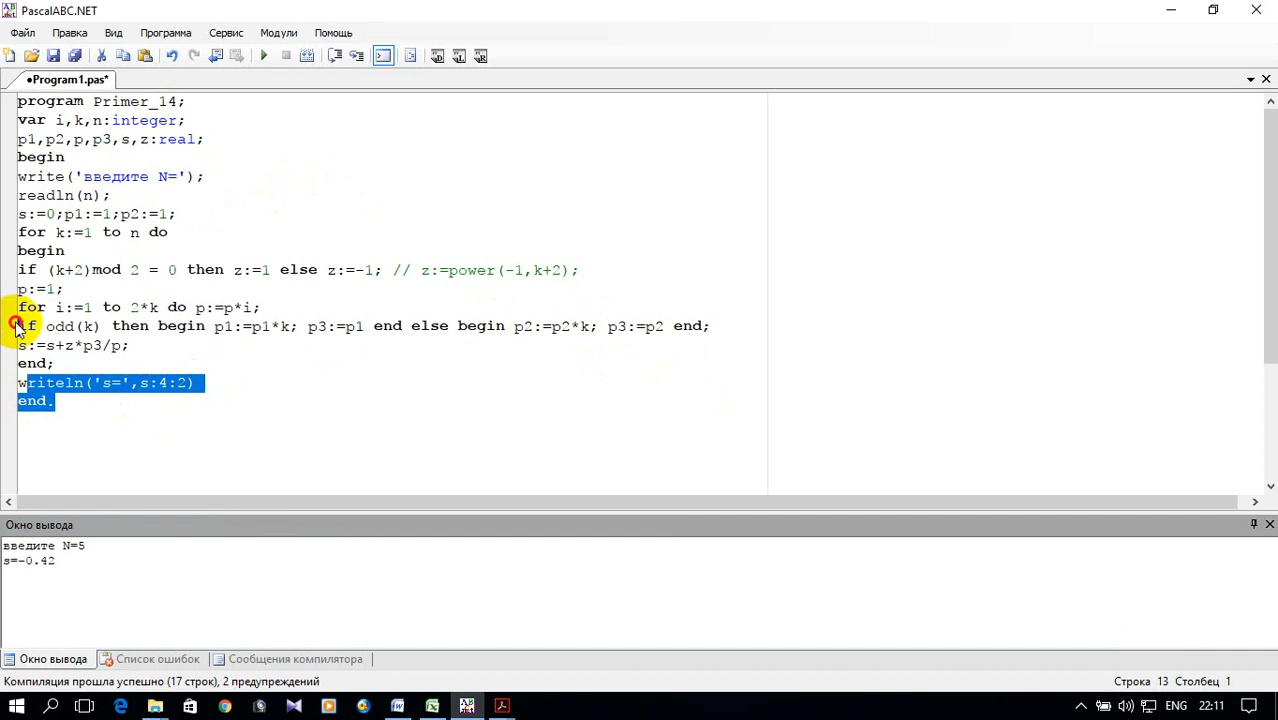 PascalABC.NET
Файл Правка Вид Программа Сервис Модули Помощь
•Program1.pas*
program Primer_14;
var i,k,n:integer;
p1,p2,p,p3,s,z:real;
begin
write('введите N=');
readln(n);
s:=0;p1:=1;p2:=1;
for k:=1 to n do
begin
if (k+2)mod 2 = 0 then z:=1 else z:=-1; // z:=power(-1,k+2);
p:=1;
for i:=1 to 2*k do p:=p*i;
if odd(k) then begin p1:=p1*k; p3:=p1 end else begin p2:=p2*k; p3:=p2 end;
s:=s+z*p3/p;
end;
writeln('s=',s:4:2)
end.
Окно вывода
введите N=5
s=-0.42
Окно вывода Список ошибок Сообщения компилятора
Компиляция прошла успешно (17 строк), 2 предупреждений Строка 13 Столбец 1
ENG 22:11